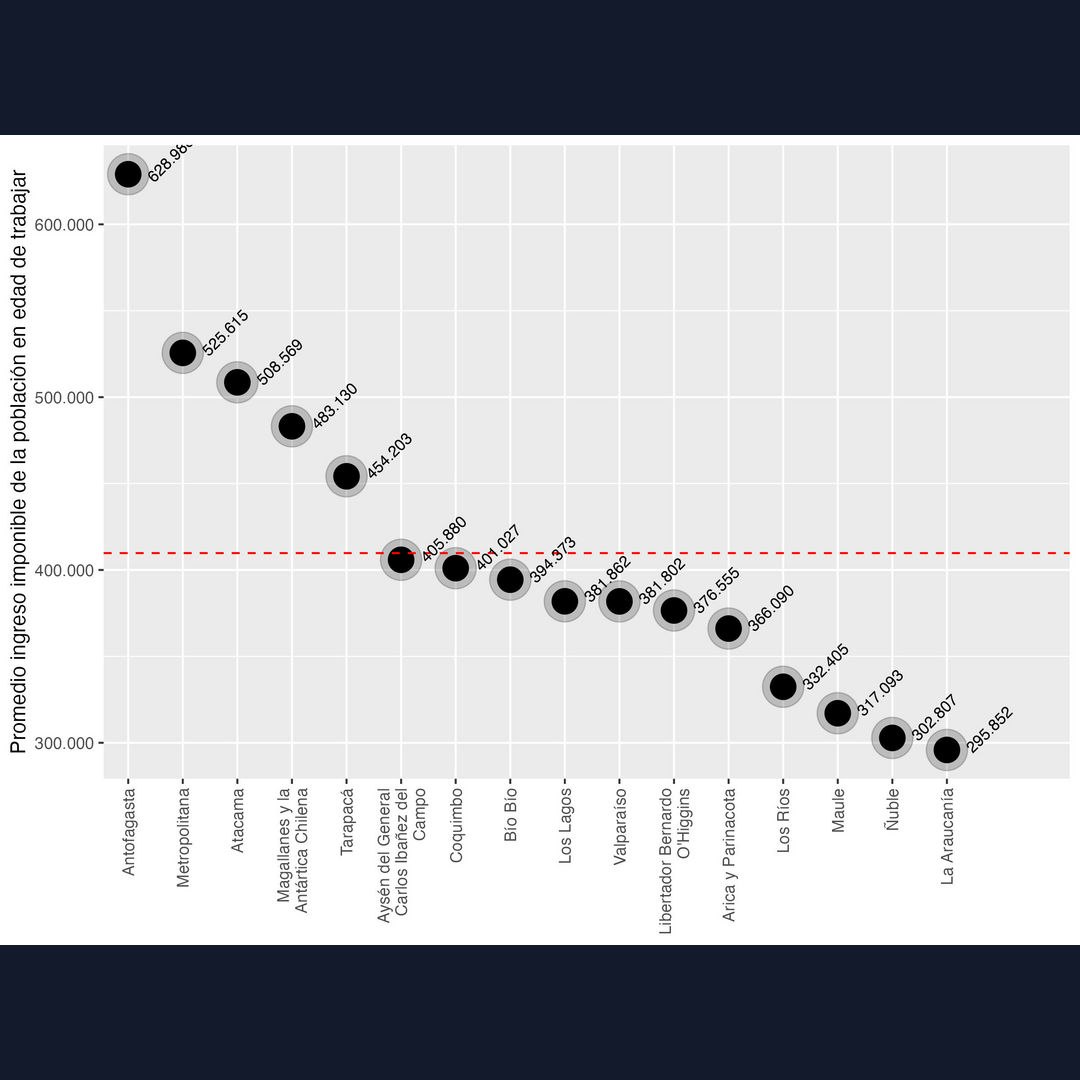 Promedio ingreso imponible de la población en edad de trabajar
600.000
500.000
400.000
300.000
525.615
508.569
483.130
454.203
405.880
401.027
394.373
381.862
381.802
376.555
366.090
332.405
317.093
302.807
295.852
Antofagasta
Metropolitana
Atacama
Magallanes y la
Antártica Chilena
Tarapacá
Aysén del General
Carlos Ibañez del
Campo
Coquimbo
Bío Bío
Los Lagos
Valparaíso
Libertador Bernardo
O'Higgins
Arica y Parinacota
Los Ríos
Maule
Ñuble
La Araucanía